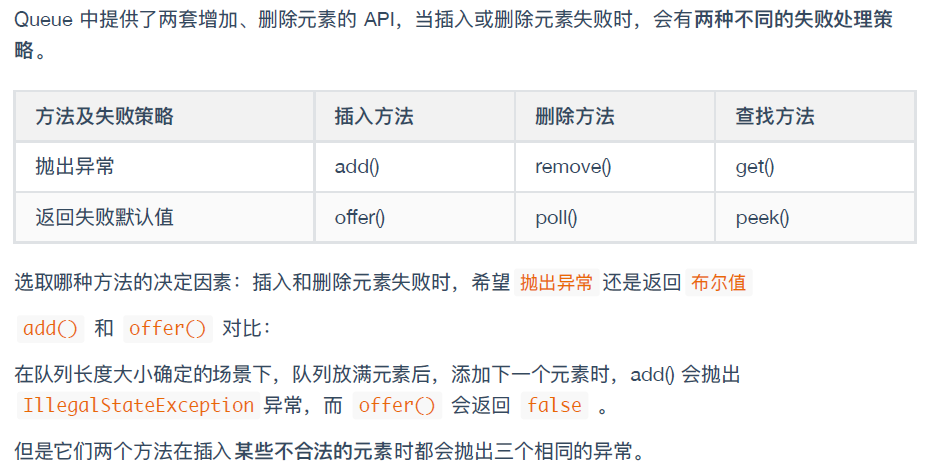 Queue 中提供了两套增加、删除元素的 API，当插入或删除元素失败时，会有两种不同的失败处理策
略。
方法及失败策略 插入方法 删除方法 查找方法
抛出异常 add() remove() get()
返回失败默认值 offer() poll() peek()
选取哪种方法的决定因素：插入和删除元素失败时，希望 抛出异常 还是返回 布尔值
add() 和 offer() 对比：
在队列长度大小确定的场景下，队列放满元素后，添加下一个元素时，add() 会抛出
IllegalStateException 异常，而 offer() 会返回 false 。
但是它们两个方法在插入某些不合法的元素时都会抛出三个相同的异常。